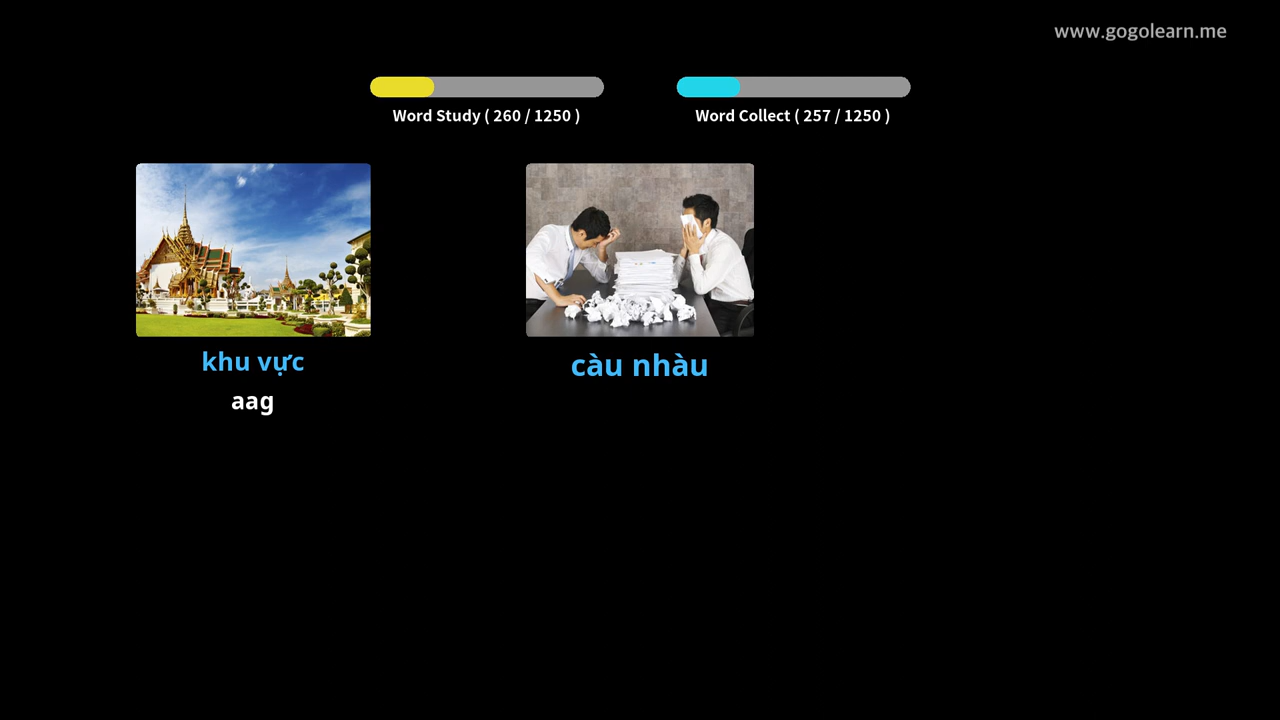 www.gogolearn.me
Word Study ( 260 / 1250 )
Word Collect ( 257 / 1250 )
khu vực
aag
càu nhàu